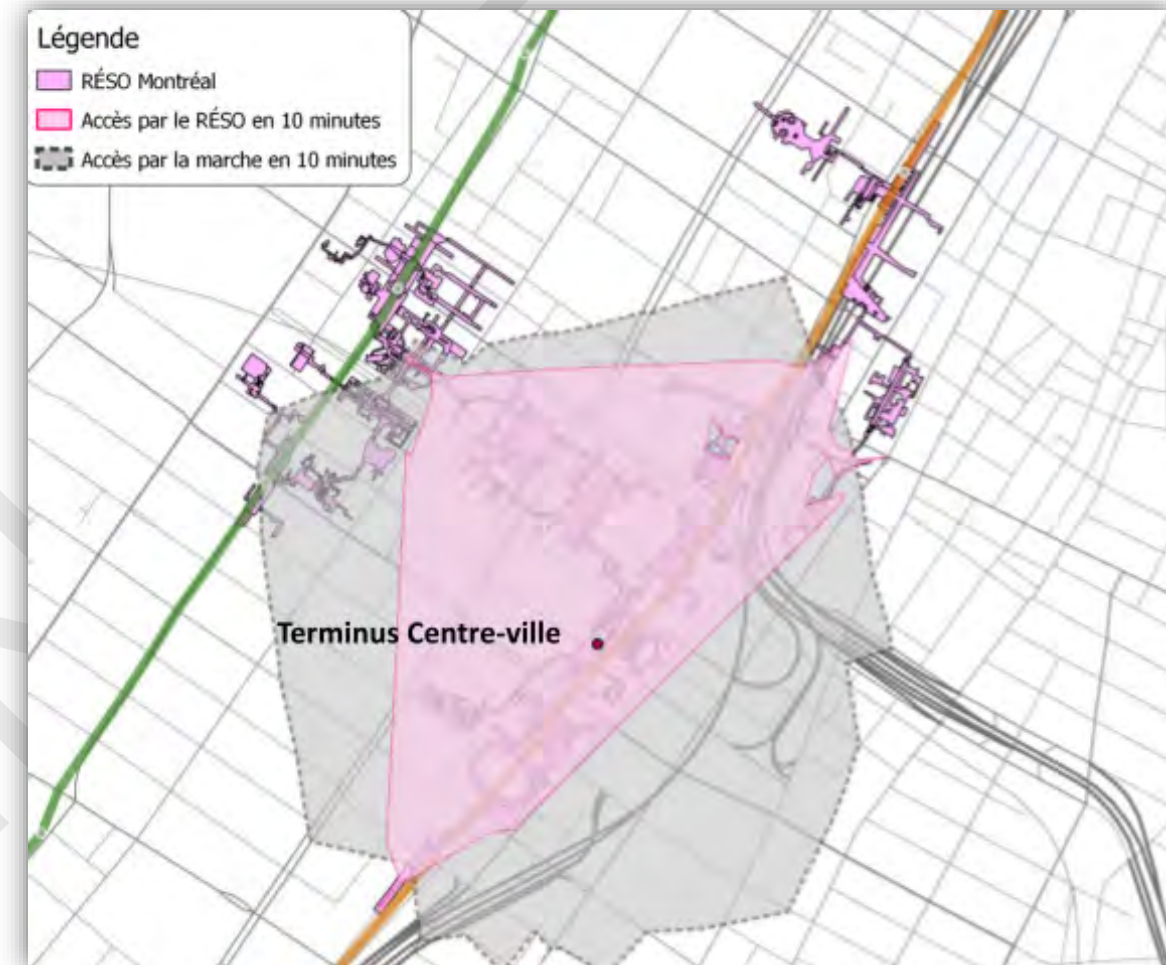 Légende
RÉSO Montréal
Accès par le RÉSO en 10 minutes
Accès par la marche en 10 minutes
Terminus Centre-ville